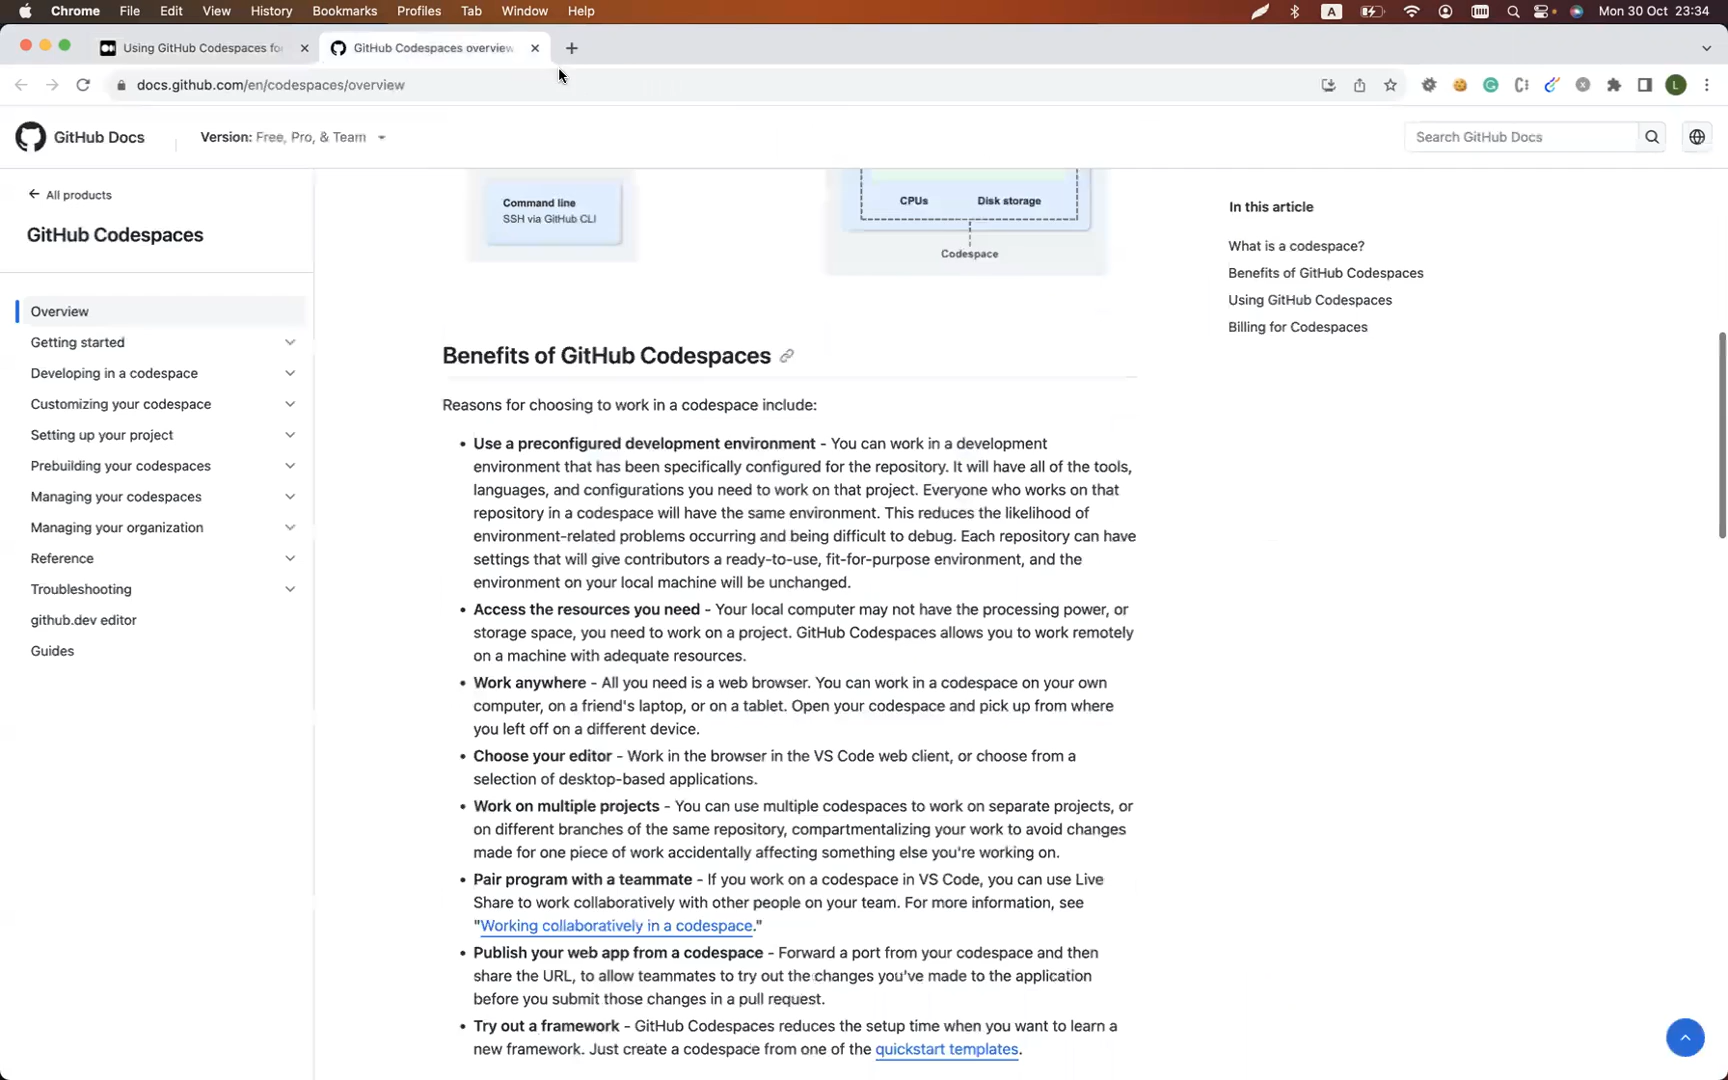 Chrome File Edit View History Bookmarks Profiles Tab Window Help A Mon 30 Oct 23:34
Using GitHub Codespaces fo GitHub Codespaces overview
docs.github.com/en/codespaces/overview L
GitHub Docs Version: Free, Pro, & Team Search GitHub Docs
All products
GitHub Codespaces
Overview
Getting started
Developing in a codespace
Customizing your codespace
Setting up your project
Prebuilding your codespaces
Managing your codespaces
Managing your organization
Reference
Troubleshooting
github.dev editor
Guides
Command line
SSH via GitHub CLI
CPUs Disk storage
Codespace
Benefits of GitHub Codespaces
Reasons for choosing to work in a codespace include:
• Use a preconfigured development environment - You can work in a development
environment that has been specifically configured for the repository. It will have all of the tools,
languages, and configurations you need to work on that project. Everyone who works on that
repository in a codespace will have the same environment. This reduces the likelihood of
environment-related problems occurring and being difficult to debug. Each repository can have
settings that will give contributors a ready-to-use, fit-for-purpose environment, and the
environment on your local machine will be unchanged.
• Access the resources you need - Your local computer may not have the processing power, or
storage space, you need to work on a project. GitHub Codespaces allows you to work remotely
on a machine with adequate resources.
• Work anywhere - All you need is a web browser. You can work in a codespace on your own
computer, on a friend's laptop, or on a tablet. Open your codespace and pick up from where
you left off on a different device.
• Choose your editor - Work in the browser in the VS Code web client, or choose from a
selection of desktop-based applications.
• Work on multiple projects - You can use multiple codespaces to work on separate projects, or
on different branches of the same repository, compartmentalizing your work to avoid changes
made for one piece of work accidentally affecting something else you're working on.
• Pair program with a teammate - If you work on a codespace in VS Code, you can use Live
Share to work collaboratively with other people on your team. For more information, see
"Working collaboratively in a codespace."
• Publish your web app from a codespace - Forward a port from your codespace and then
share the URL, to allow teammates to try out the changes you've made to the application
before you submit those changes in a pull request.
• Try out a framework - GitHub Codespaces reduces the setup time when you want to learn a
new framework. Just create a codespace from one of the quickstart templates.
In this article
What is a codespace?
Benefits of GitHub Codespaces
Using GitHub Codespaces
Billing for Codespaces